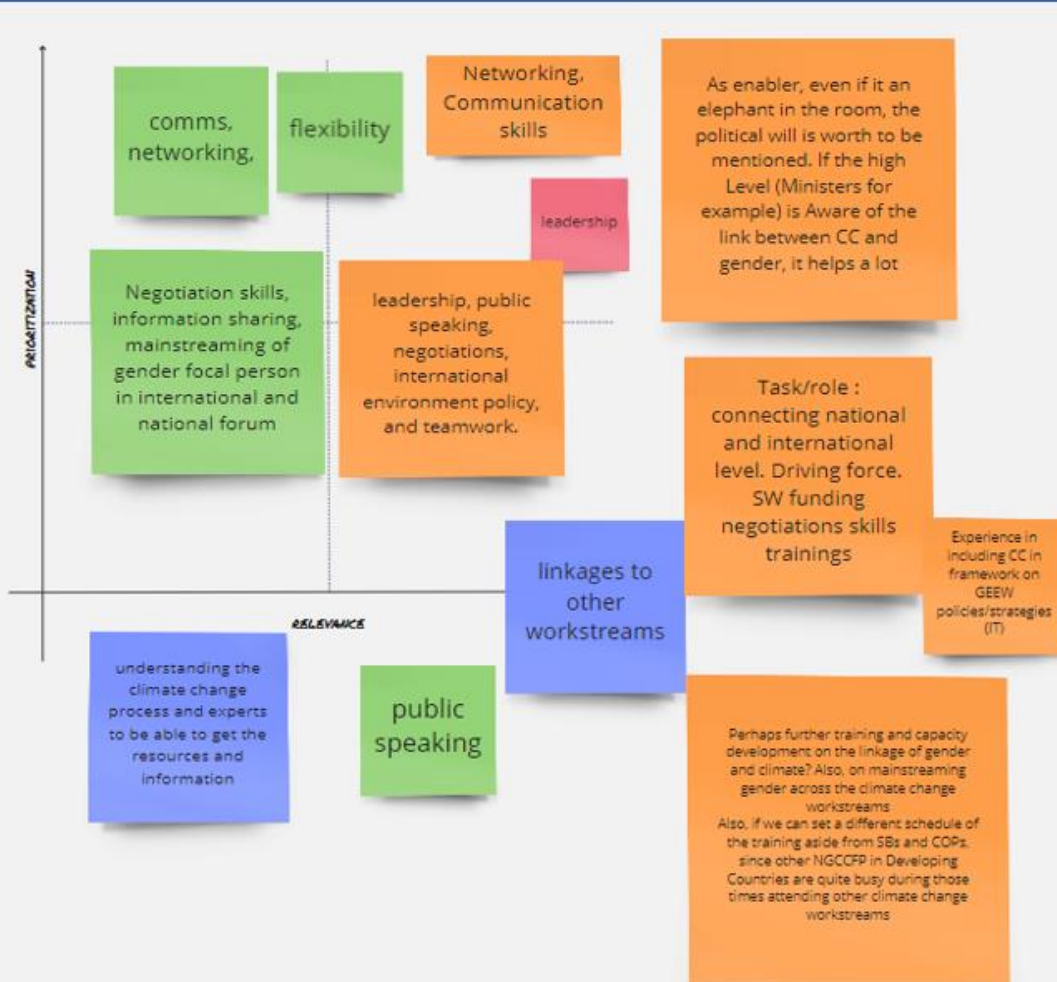 comms,
networking,
flexibility
Networking,
Communication
skills
As enabler, even if it an
elephant in the room, the
political will is worth to be
mentioned. If the high
Level (Ministers for
example) is Aware of the
link between CC and
gender, it helps a lot
leadership
PRIORITIZATION
Negotiation skills,
information sharing,
mainstreaming of
gender focal person
in international and
national forum
leadership, public
speaking,
negotiations,
international
environment policy,
and teamwork.
Task/role :
connecting national
and international
level. Driving force.
SW funding
negotiations skills
trainings
Experience in
including CC in
framework on
GEEW
policies/strategies
(IT)
linkages to
other
workstreams
RELEVANCE
understanding the
climate change
process and experts
to be able to get the
resources and
information
public
speaking
Perhaps further training and capacity
development on the linkage of gender
and climate? Also, on mainstreaming
gender across the climate change
workstreams
Also, if we can set a different schedule of
the training aside from SBs and COPs,
since other NGCCFP in Developing
Countries are quite busy during those
times attending other climate change
workstreams